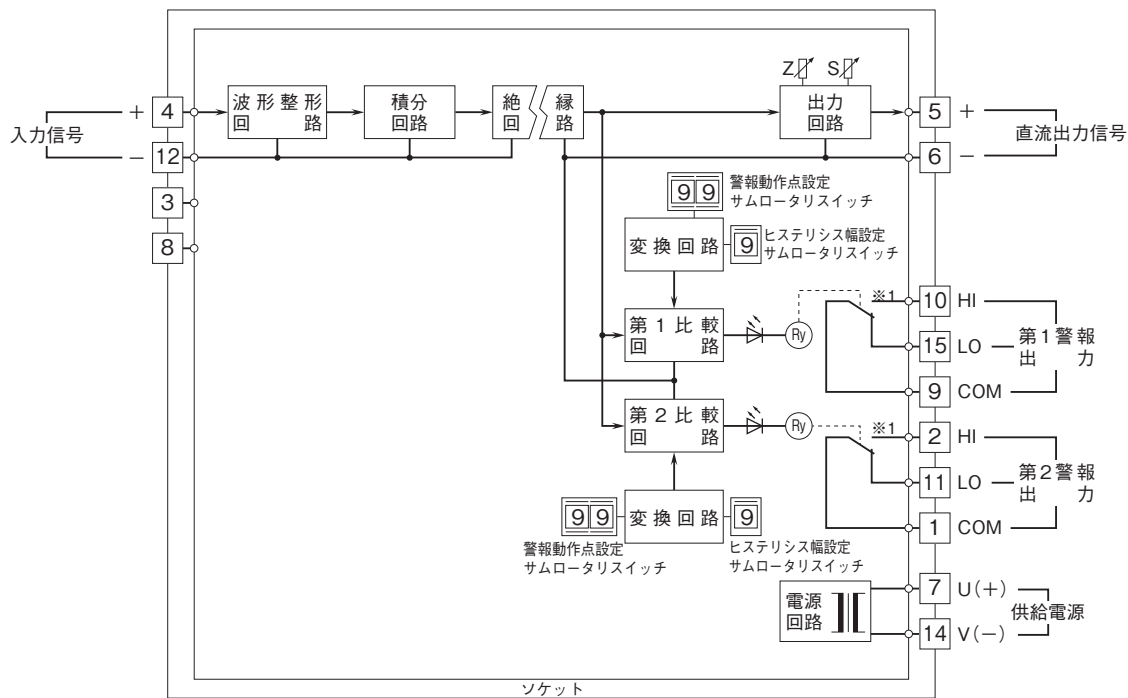 Z S
4 + 波形整形回路 積分回路 絶縁回路 出力回路 5 +
入力信号 直流出力信号
12 − 6 −
3
8
99 警報動作点設定
サムロータリスイッチ
変換回路 9 ヒステリシス幅設定
サムロータリスイッチ
第1比較回路 Ry ※1 10 HI
15 LO 第1警報出力
9 COM
第2比較回路 Ry ※1 2 HI
11 LO 第2警報出力
1 COM
99 変換回路 9
警報動作点設定
サムロータリスイッチ
ヒステリシス幅設定
サムロータリスイッチ
電源回路 7 U(+)
供給電源
14 V(−)
ソケット